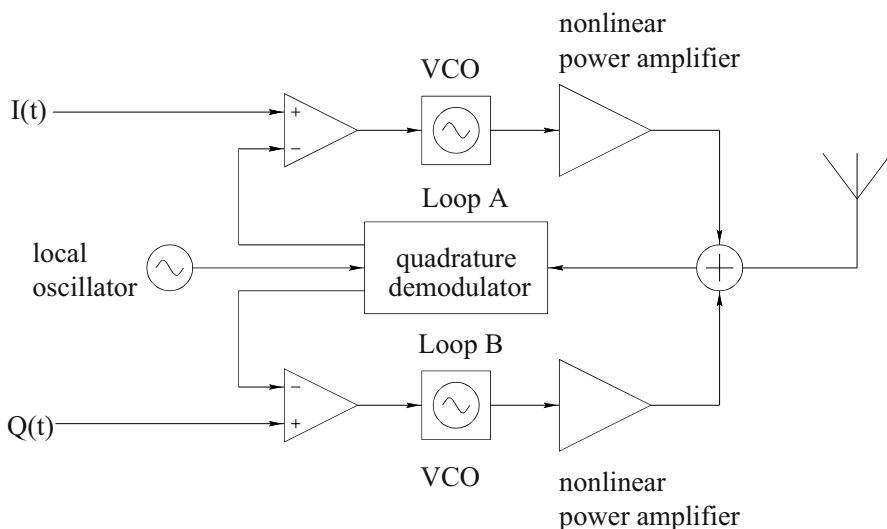 nonlinear
power amplifier
VCO
I(t)
+
−
Loop A
local
oscillator
quadrature
demodulator
Loop B
−
+
Q(t)
VCO
nonlinear
power amplifier